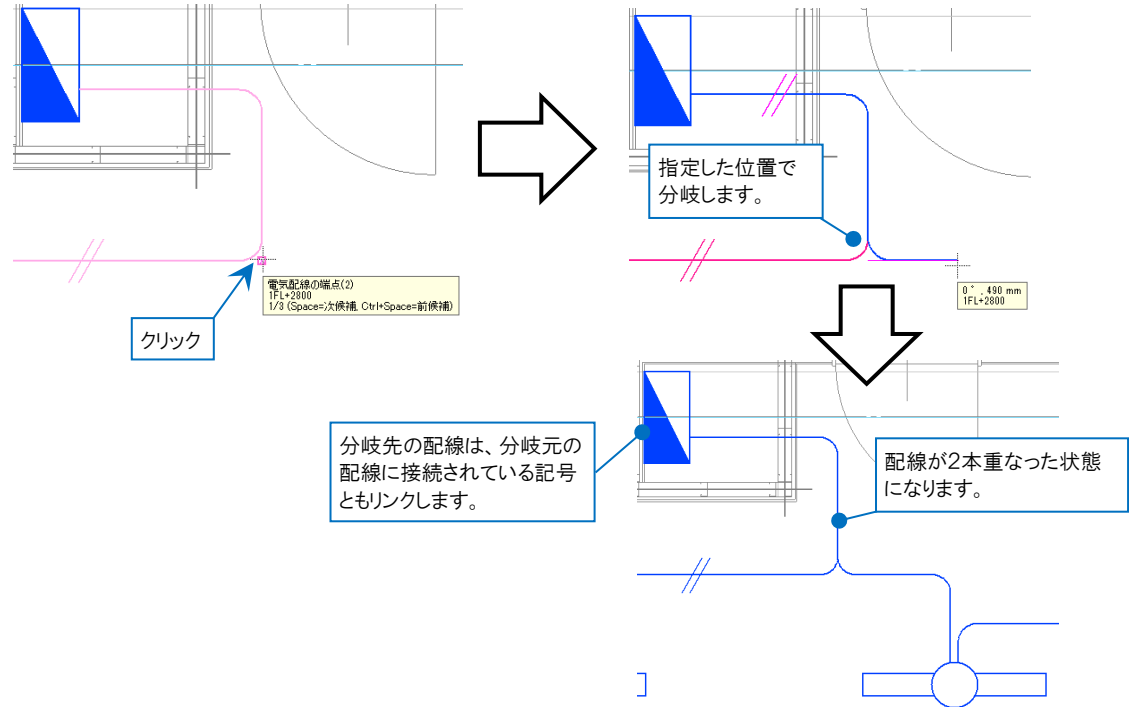 電気配線の端点(2)
1FL+2800
1/3 (Space=次候補, Ctrl+Space=前候補)
クリック
指定した位置で
分岐します。
0°, 490 mm
1FL+2800
分岐先の配線は、分岐元の
配線に接続されている記号
ともリンクします。
配線が2本重なった状態
になります。